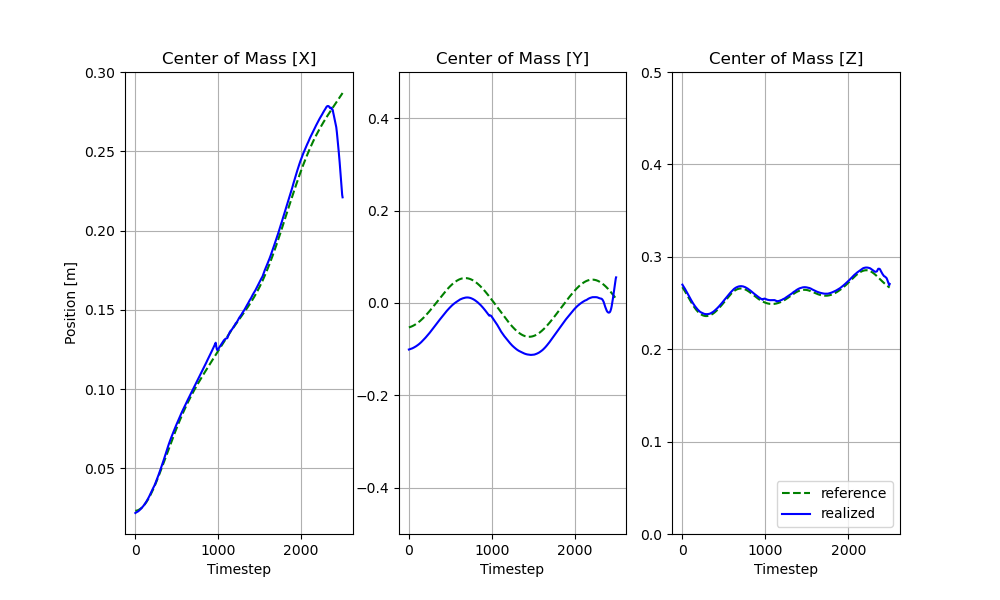 Center of Mass [X]
Center of Mass [Y]
Center of Mass [Z]
Position [m]
0.30
0.25
0.20
0.15
0.10
0.05
0
1000
2000
Timestep
0.4
0.2
0.0
−0.2
−0.4
0
1000
2000
Timestep
0.5
0.4
0.3
0.2
0.1
0.0
0
1000
2000
Timestep
reference
realized